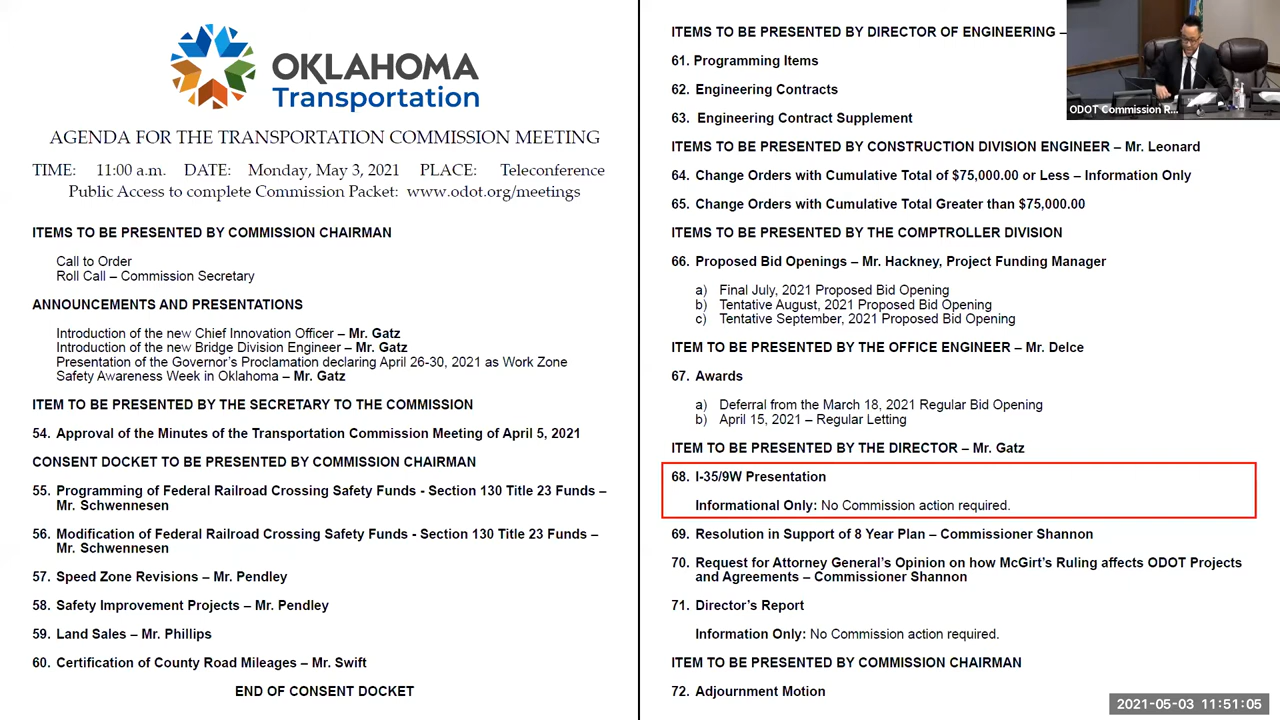 OKLAHOMA
Transportation
AGENDA FOR THE TRANSPORTATION COMMISSION MEETING
TIME: 11:00 a.m. DATE: Monday, May 3, 2021 PLACE: Teleconference
Public Access to complete Commission Packet: www.odot.org/meetings
ITEMS TO BE PRESENTED BY COMMISSION CHAIRMAN
Call to Order
Roll Call – Commission Secretary
ANNOUNCEMENTS AND PRESENTATIONS
Introduction of the new Chief Innovation Officer – Mr. Gatz
Introduction of the new Bridge Division Engineer – Mr. Gatz
Presentation of the Governor's Proclamation declaring April 26-30, 2021 as Work Zone
Safety Awareness Week in Oklahoma – Mr. Gatz
ITEM TO BE PRESENTED BY THE SECRETARY TO THE COMMISSION
54. Approval of the Minutes of the Transportation Commission Meeting of April 5, 2021
CONSENT DOCKET TO BE PRESENTED BY COMMISSION CHAIRMAN
55. Programming of Federal Railroad Crossing Safety Funds - Section 130 Title 23 Funds –
Mr. Schwennesen
56. Modification of Federal Railroad Crossing Safety Funds - Section 130 Title 23 Funds –
Mr. Schwennesen
57. Speed Zone Revisions – Mr. Pendley
58. Safety Improvement Projects – Mr. Pendley
59. Land Sales – Mr. Phillips
60. Certification of County Road Mileages – Mr. Swift
END OF CONSENT DOCKET
ITEMS TO BE PRESENTED BY DIRECTOR OF ENGINEERING –
61. Programming Items
62. Engineering Contracts
63. Engineering Contract Supplement
ITEMS TO BE PRESENTED BY CONSTRUCTION DIVISION ENGINEER – Mr. Leonard
64. Change Orders with Cumulative Total of $75,000.00 or Less – Information Only
65. Change Orders with Cumulative Total Greater than $75,000.00
ITEMS TO BE PRESENTED BY THE COMPTROLLER DIVISION
66. Proposed Bid Openings – Mr. Hackney, Project Funding Manager
a) Final July, 2021 Proposed Bid Opening
b) Tentative August, 2021 Proposed Bid Opening
c) Tentative September, 2021 Proposed Bid Opening
ITEM TO BE PRESENTED BY THE OFFICE ENGINEER – Mr. Delce
67. Awards
a) Deferral from the March 18, 2021 Regular Bid Opening
b) April 15, 2021 – Regular Letting
ITEM TO BE PRESENTED BY THE DIRECTOR – Mr. Gatz
68. I-35/9W Presentation
Informational Only: No Commission action required.
69. Resolution in Support of 8 Year Plan – Commissioner Shannon
70. Request for Attorney General's Opinion on how McGirt's Ruling affects ODOT Projects
and Agreements – Commissioner Shannon
71. Director's Report
Information Only: No Commission action required.
ITEM TO BE PRESENTED BY COMMISSION CHAIRMAN
72. Adjournment Motion
ODOT Commission R...
2021-05-03 11:51:05